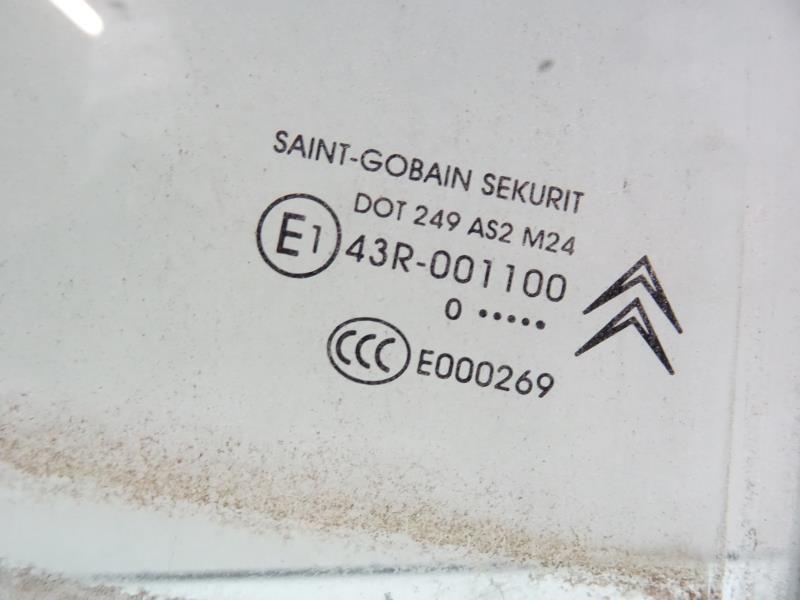 SAINT-GOBAIN SEKURIT
DOT 249 AS2 M24
E1 43R-001100
0 •••••
CCC E000269